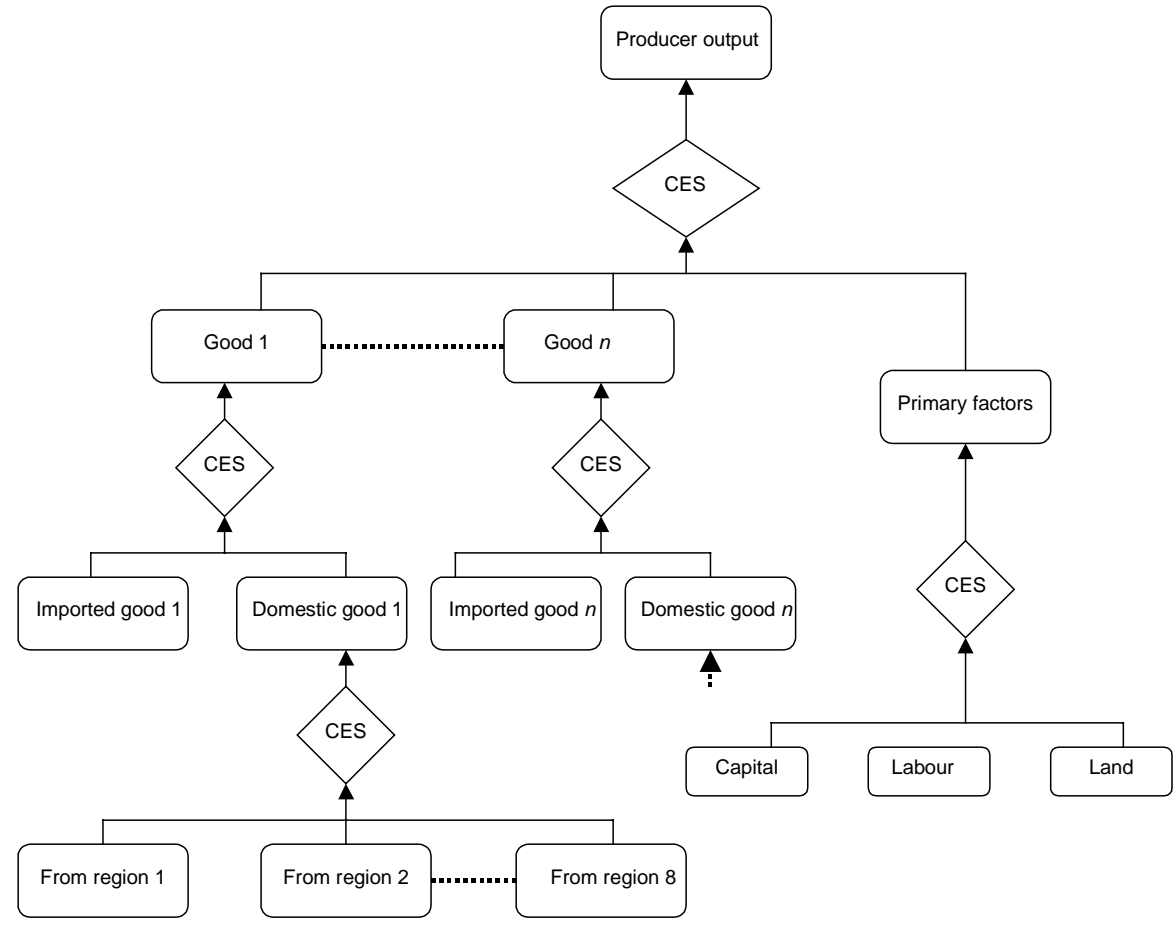 Producer output
CES
Good 1
Good n
Primary factors
CES
CES
CES
Imported good 1
Domestic good 1
Imported good n
Domestic good n
CES
Capital
Labour
Land
From region 1
From region 2
From region 8